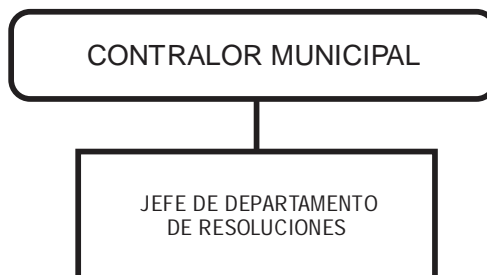 CONTRALOR MUNICIPAL
JEFE DE DEPARTAMENTO
DE RESOLUCIONES